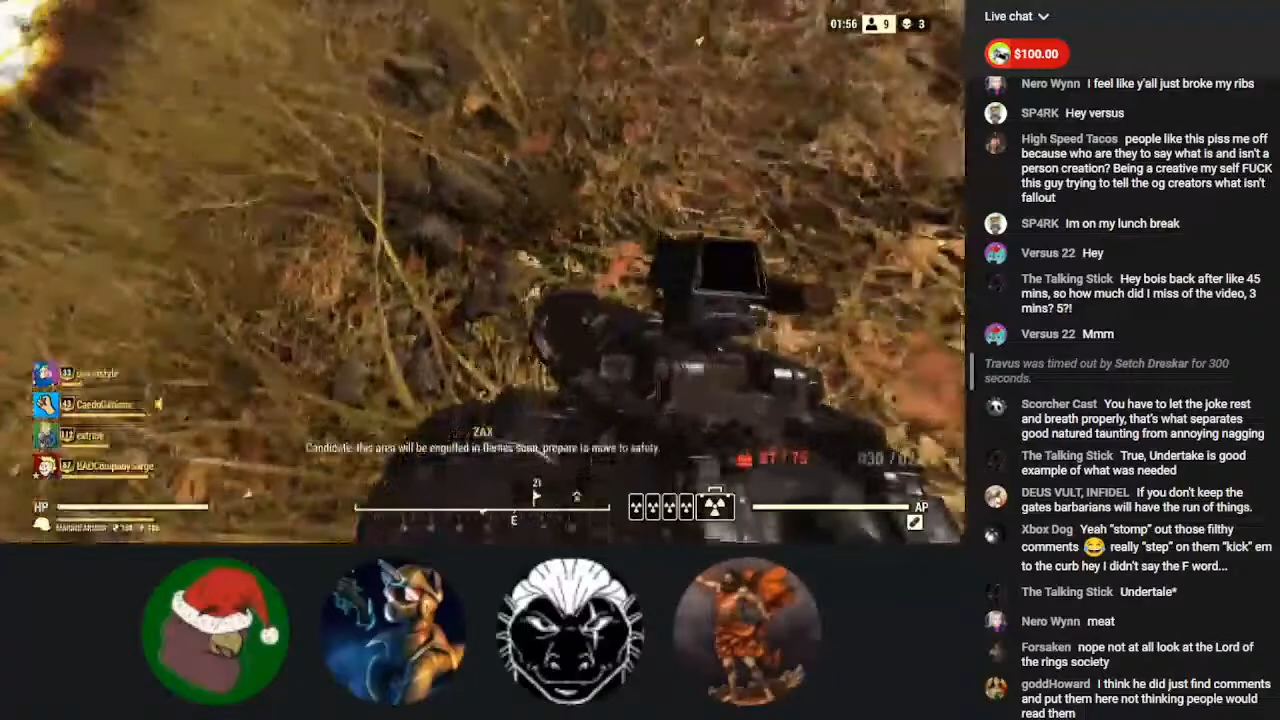 01:56 9 3
33
43 CaedoGenesis
extrive
87 BADCompanySarge
ZAX
Candidate, this area will be engulfed in flames soon, prepare to move to safety.
21
HP
E
AP
Live chat
$100.00
Nero Wynn I feel like y'all just broke my ribs
SP4RK Hey versus
High Speed Tacos people like this piss me off
because who are they to say what is and isn't a
person creation? Being a creative my self FUCK
this guy trying to tell the og creators what isn't
fallout
SP4RK Im on my lunch break
Versus 22 Hey
The Talking Stick Hey bois back after like 45
mins, so how much did I miss of the video, 3
mins? 5?!
Versus 22 Mmm
Travus was timed out by Setch Dreskar for 300
seconds.
Scorcher Cast You have to let the joke rest
and breath properly, that's what separates
good natured taunting from annoying nagging
The Talking Stick True, Undertake is good
example of what was needed
DEUS VULT, INFIDEL If you don't keep the
gates barbarians will have the run of things.
Xbox Dog Yeah “stomp” out those filthy
comments 😂 really “step” on them “kick” em
to the curb hey I didn't say the F word...
The Talking Stick Undertale*
Nero Wynn meat
Forsaken nope not at all look at the Lord of
the rings society
goddHoward I think he did just find comments
and put them here not thinking people would
read them